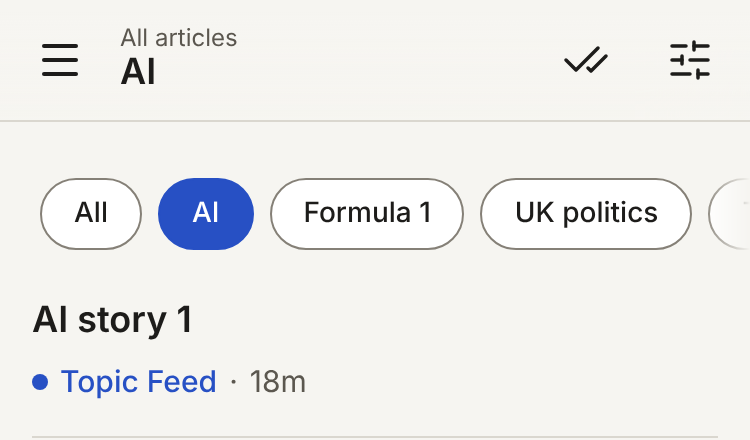 All articles
AI
All AI Formula 1 UK politics
AI story 1
Topic Feed · 18m